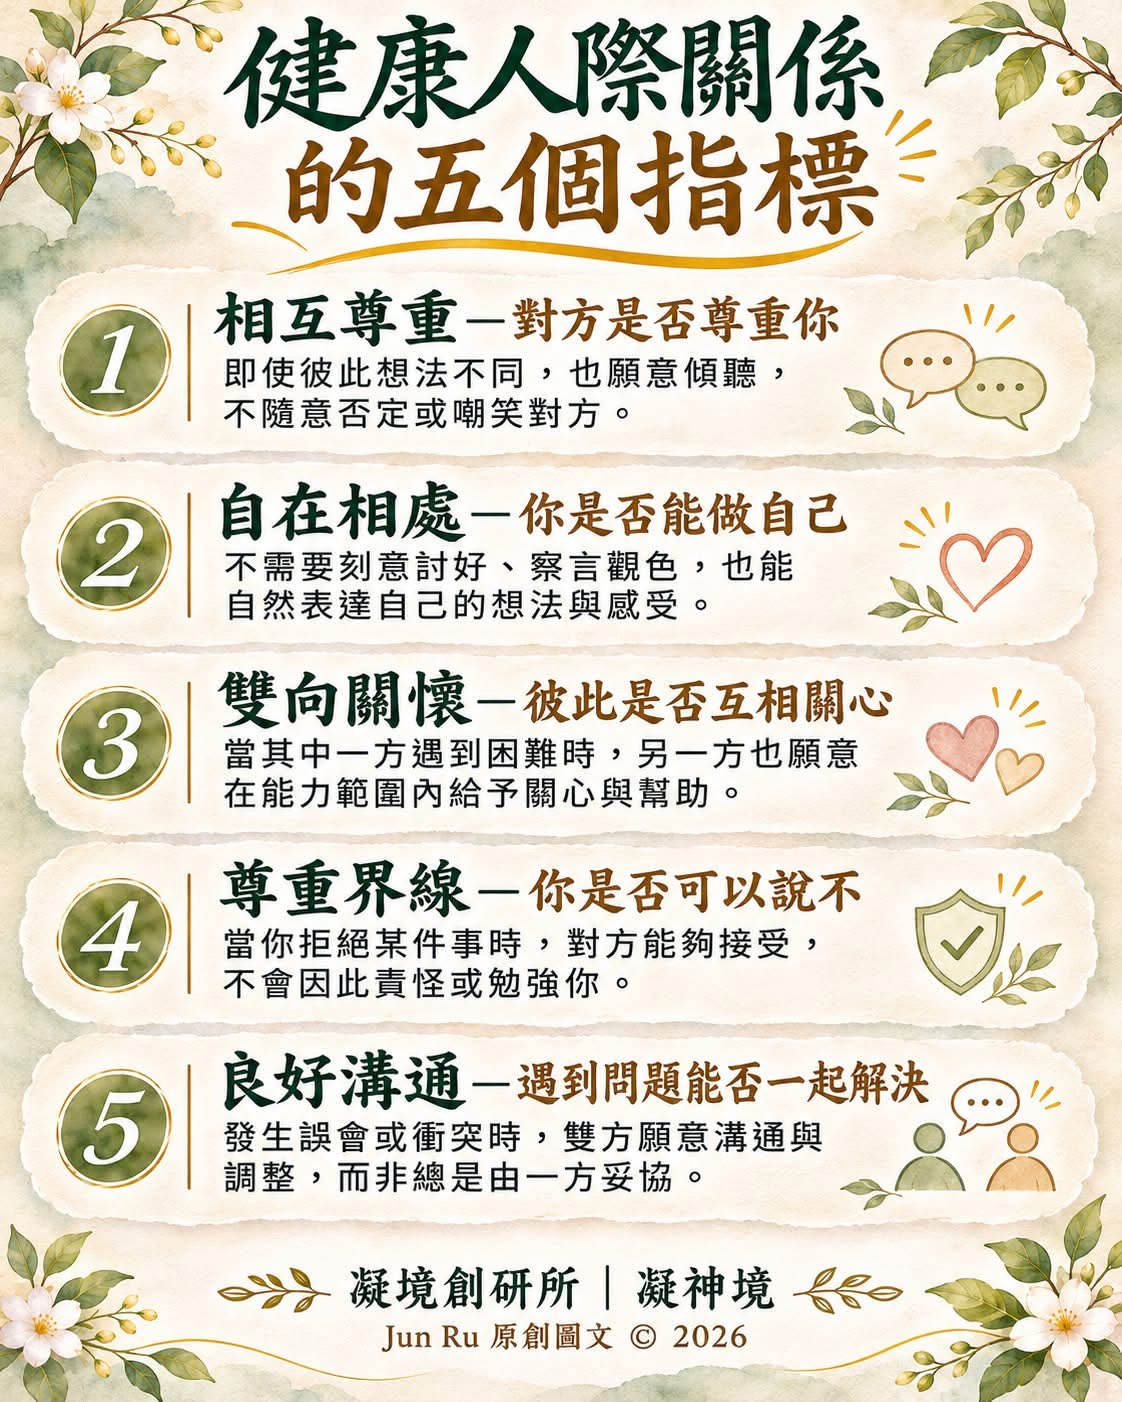 健康人際關係
的五個指標
1
相互尊重—對方是否尊重你
即使彼此想法不同，也願意傾聽，
不隨意否定或嘲笑對方。
2
自在相處—你是否能做自己
不需要刻意討好、察言觀色，也能
自然表達自己的想法與感受。
3
雙向關懷—彼此是否互相關心
當其中一方遇到困難時，另一方也願意
在能力範圍內給予關心與幫助。
4
尊重界線—你是否可以說不
當你拒絕某件事時，對方能夠接受，
不會因此責怪或勉強你。
5
良好溝通—遇到問題能否一起解決
發生誤會或衝突時，雙方願意溝通與
調整，而非總是由一方妥協。
凝境創研所｜凝神境
Jun Ru 原創圖文 © 2026